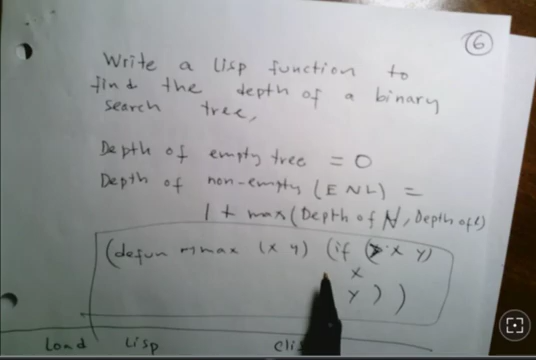 6
Write a Lisp function to
find the depth of a binary
search tree,
Depth of empty tree = 0
Depth of non-empty (E N L) =
1 + max(Depth of N, Depth of L)
(defun mmax (x y) (if (> x y)
x
y ) )
Load Lisp